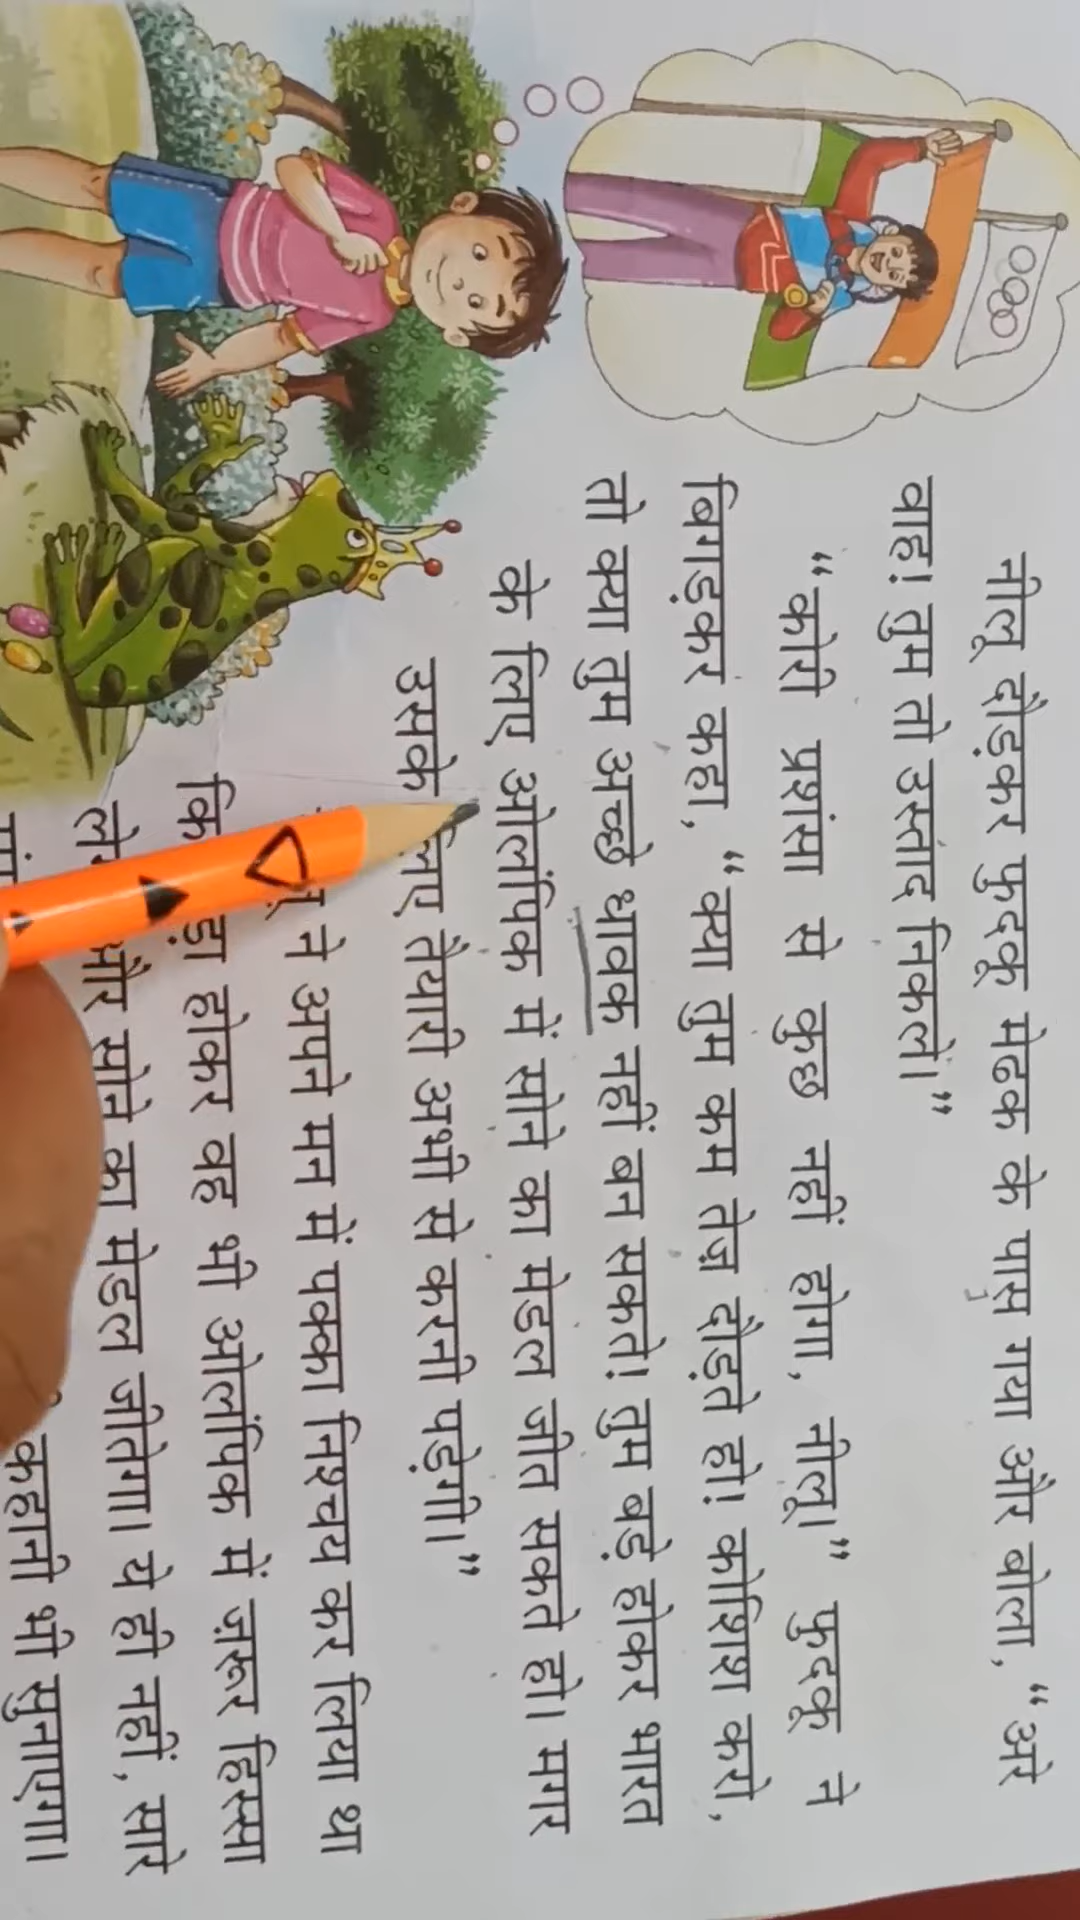 नीलू दौड़कर फुदकू मेढक के पास गया और बोला, “अरे
वाह! तुम तो उस्ताद निकले।”
“कोरी प्रशंसा से कुछ नहीं होगा, नीलू।” फुदकू ने
बिगड़कर कहा, “क्या तुम कम तेज़ दौड़ते हो! कोशिश करो,
तो क्या तुम अच्छे धावक नहीं बन सकते! तुम बड़े होकर भारत
के लिए ओलंपिक में सोने का मेडल जीत सकते हो। मगर
उसके लिए तैयारी अभी से करनी पड़ेगी।”
ने अपने मन में पक्का निश्चय कर लिया था
कि होकर वह भी ओलंपिक में ज़रूर हिस्सा
और सोने का मेडल जीतेगा। ये ही नहीं, सारे
कहानी भी सुनाएगा।